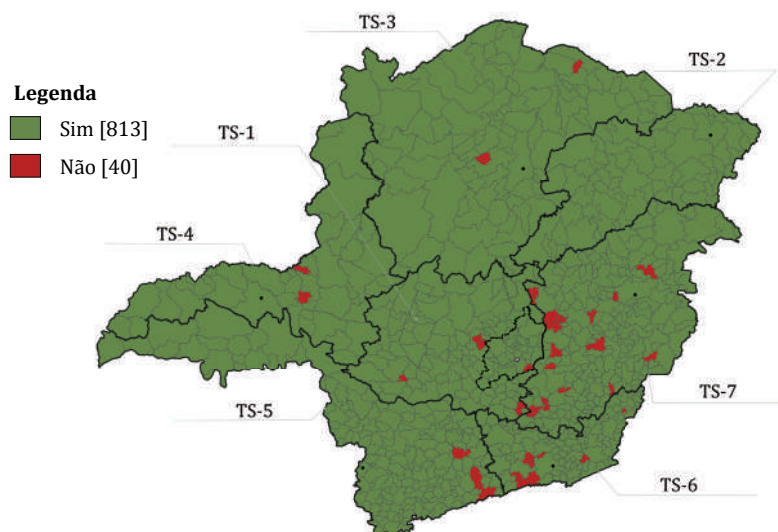 TS-3
TS-2
Legenda
Sim [813]
Não [40]
TS-1
TS-4
TS-5
TS-7
TS-6